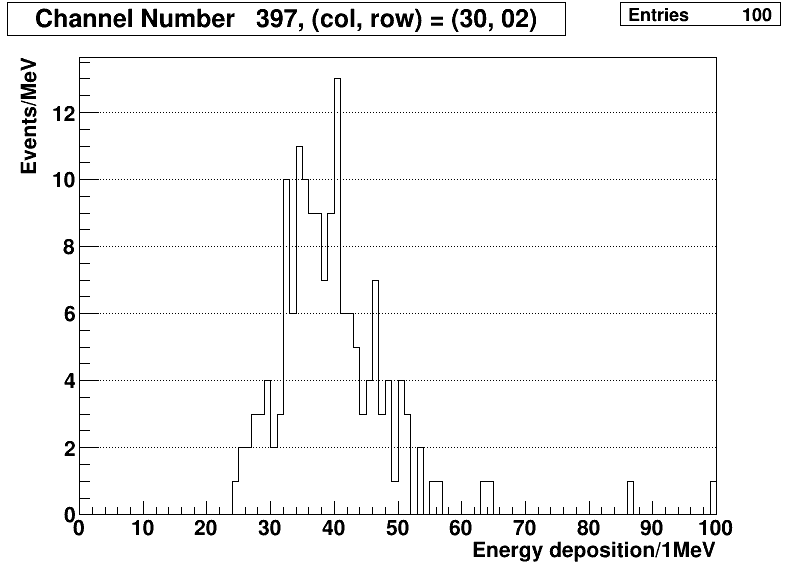 Channel Number 397, (col, row) = (30, 02)
Entries 100
Events/MeV
12
10
8
6
4
2
0
0 10 20 30 40 50 60 70 80 90 100
Energy deposition/1MeV